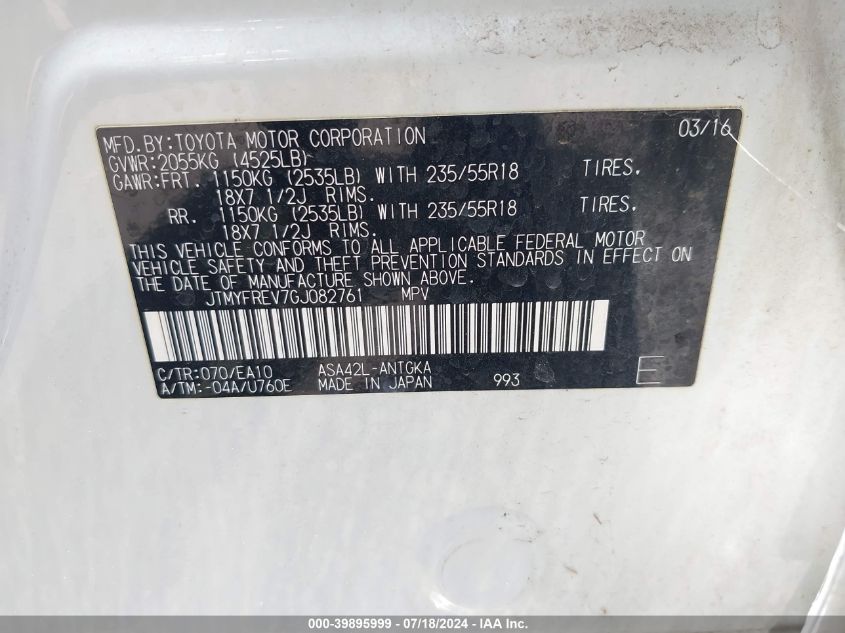 MFD.BY:TOYOTA MOTOR CORPORATION 03/16
GVWR:2055KG (4525LB)
GAWR:FRT. 1150KG (2535LB) WITH 235/55R18 TIRES.
18X7 1/2J RIMS.
RR. 1150KG (2535LB) WITH 235/55R18 TIRES.
18X7 1/2J RIMS.
THIS VEHICLE CONFORMS TO ALL APPLICABLE FEDERAL MOTOR
VEHICLE SAFETY AND THEFT PREVENTION STANDARDS IN EFFECT ON
THE DATE OF MANUFACTURE SHOWN ABOVE.
JTMYFREV7GJ082761 MPV
C/TR:070/EA10 ASA42L-ANTGKA
A/TM:-04A/U760E MADE IN JAPAN 993 E
000-39895999 / 07/18/2024 - IAA Inc.